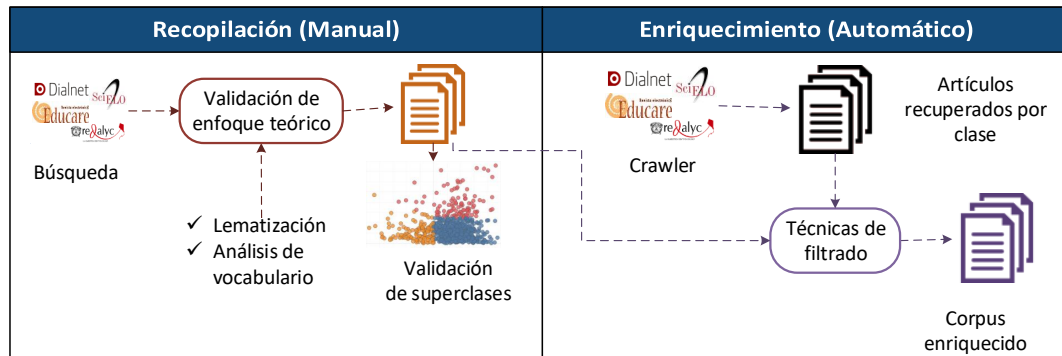 Recopilación (Manual)
Dialnet
SciELO
Educare
redalyc
Búsqueda
Validación de
enfoque teórico
✓ Lematización
✓ Análisis de
vocabulario
Validación
de superclases
Enriquecimiento (Automático)
Dialnet
SciELO
Educare
redalyc
Crawler
Artículos
recuperados por
clase
Técnicas de
filtrado
Corpus
enriquecido